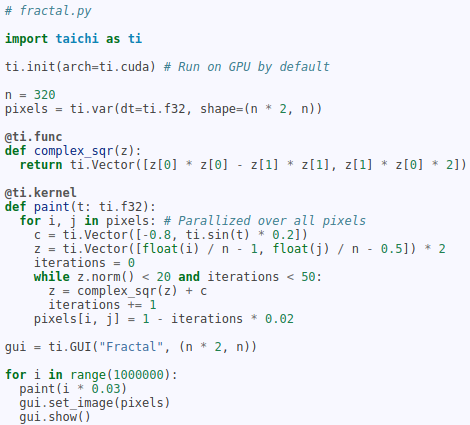 # fractal.py

import taichi as ti

ti.init(arch=ti.cuda) # Run on GPU by default

n = 320
pixels = ti.var(dt=ti.f32, shape=(n * 2, n))

@ti.func
def complex_sqr(z):
  return ti.Vector([z[0] * z[0] - z[1] * z[1], z[1] * z[0] * 2])

@ti.kernel
def paint(t: ti.f32):
  for i, j in pixels: # Parallized over all pixels
    c = ti.Vector([-0.8, ti.sin(t) * 0.2])
    z = ti.Vector([float(i) / n - 1, float(j) / n - 0.5]) * 2
    iterations = 0
    while z.norm() < 20 and iterations < 50:
      z = complex_sqr(z) + c
      iterations += 1
    pixels[i, j] = 1 - iterations * 0.02

gui = ti.GUI("Fractal", (n * 2, n))

for i in range(1000000):
  paint(i * 0.03)
  gui.set_image(pixels)
  gui.show()